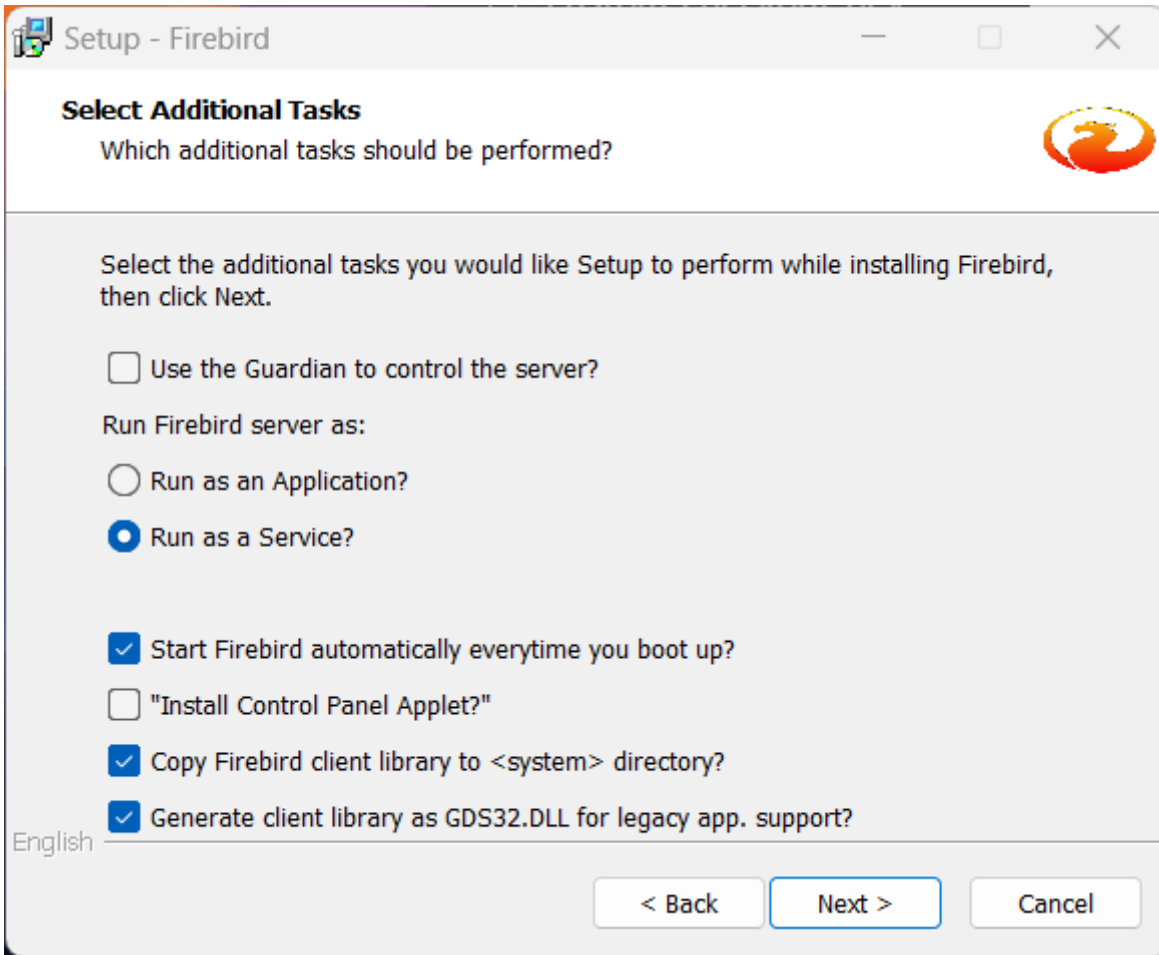 Setup - Firebird
Select Additional Tasks
Which additional tasks should be performed?
Select the additional tasks you would like Setup to perform while installing Firebird,
then click Next.
Use the Guardian to control the server?
Run Firebird server as:
Run as an Application?
Run as a Service?
Start Firebird automatically everytime you boot up?
"Install Control Panel Applet?"
Copy Firebird client library to <system> directory?
Generate client library as GDS32.DLL for legacy app. support?
English
< Back
Next >
Cancel